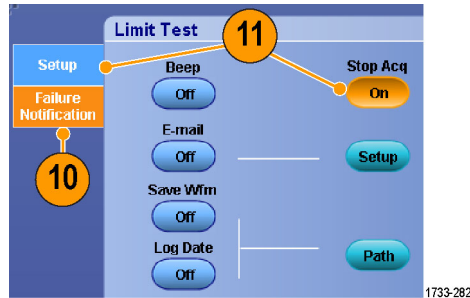 Limit Test
11
Setup
Failure
Notification
10
Beep
Off
Stop Acq
On
E-mail
Off
Setup
Save Wfm
Off
Log Date
Off
Path
1733-282